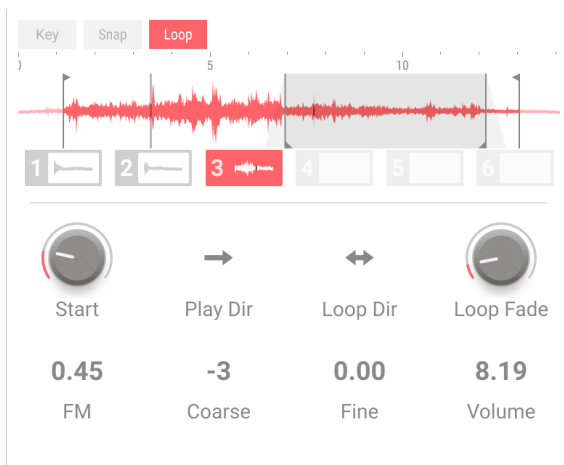 Key Snap Loop
0 5 10
1 2 3 4 5 6
Start Play Dir Loop Dir Loop Fade
0.45 -3 0.00 8.19
FM Coarse Fine Volume